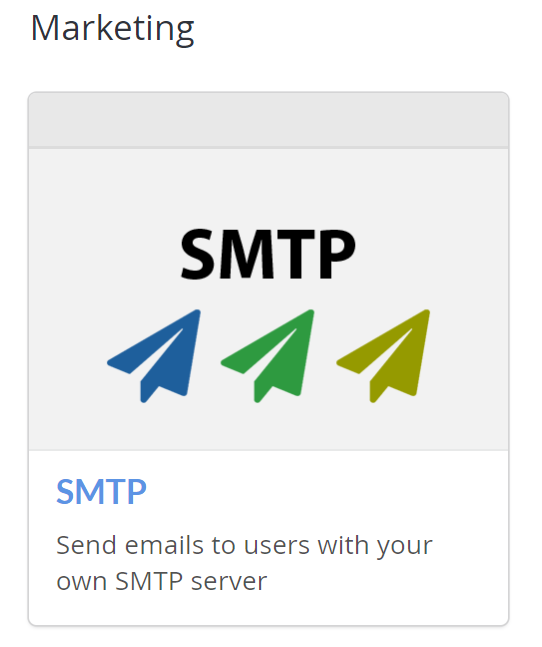 Marketing
SMTP
SMTP
Send emails to users with your
own SMTP server